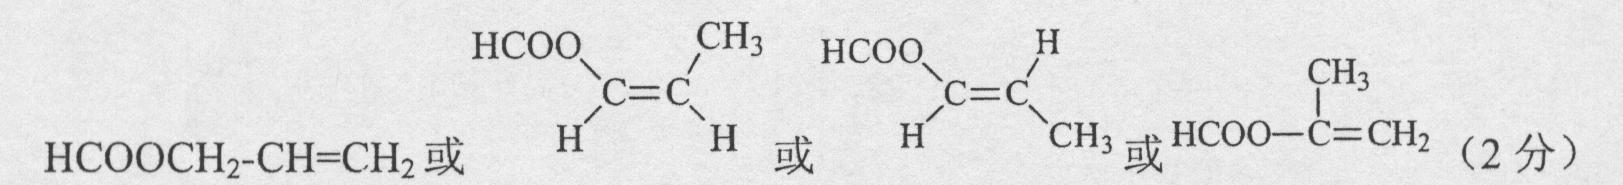 HCOOCH₂-CH=CH₂ 或 HCOO H C=C CH₃ H 或 HCOO H C=C H CH₃ 或 HCOO-C(CH₃)=CH₂ (2 分)